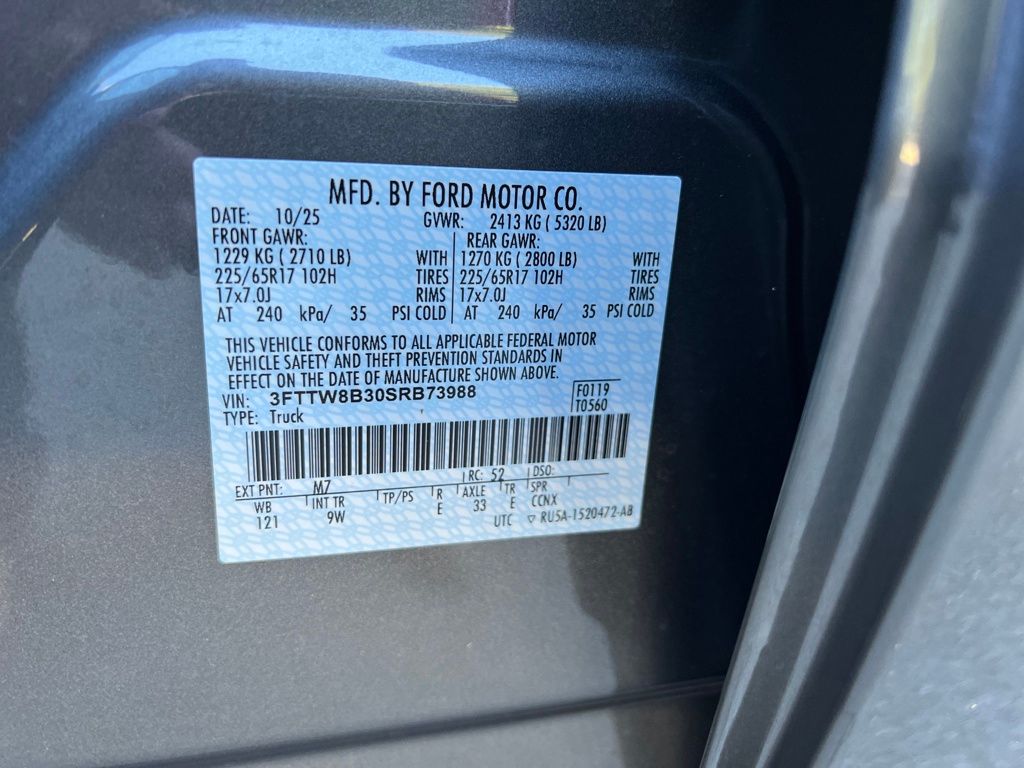 MFD. BY FORD MOTOR CO.
DATE: 10/25 GVWR: 2413 KG ( 5320 LB)
FRONT GAWR: REAR GAWR:
1229 KG ( 2710 LB) WITH 1270 KG ( 2800 LB) WITH
225/65R17 102H TIRES 225/65R17 102H TIRES
17x7.0J RIMS 17x7.0J RIMS
AT 240 kPa/ 35 PSI COLD AT 240 kPa/ 35 PSI COLD
THIS VEHICLE CONFORMS TO ALL APPLICABLE FEDERAL MOTOR
VEHICLE SAFETY AND THEFT PREVENTION STANDARDS IN
EFFECT ON THE DATE OF MANUFACTURE SHOWN ABOVE.
VIN: 3FTTW8B30SRB73988 F0119
TYPE: Truck T0560
EXT PNT: M7 RC: 52 DSO:
WB INT TR TP/PS R AXLE TR SPR
121 9W E 33 E CCNX
UTC ▽ RU5A-1520472-AB